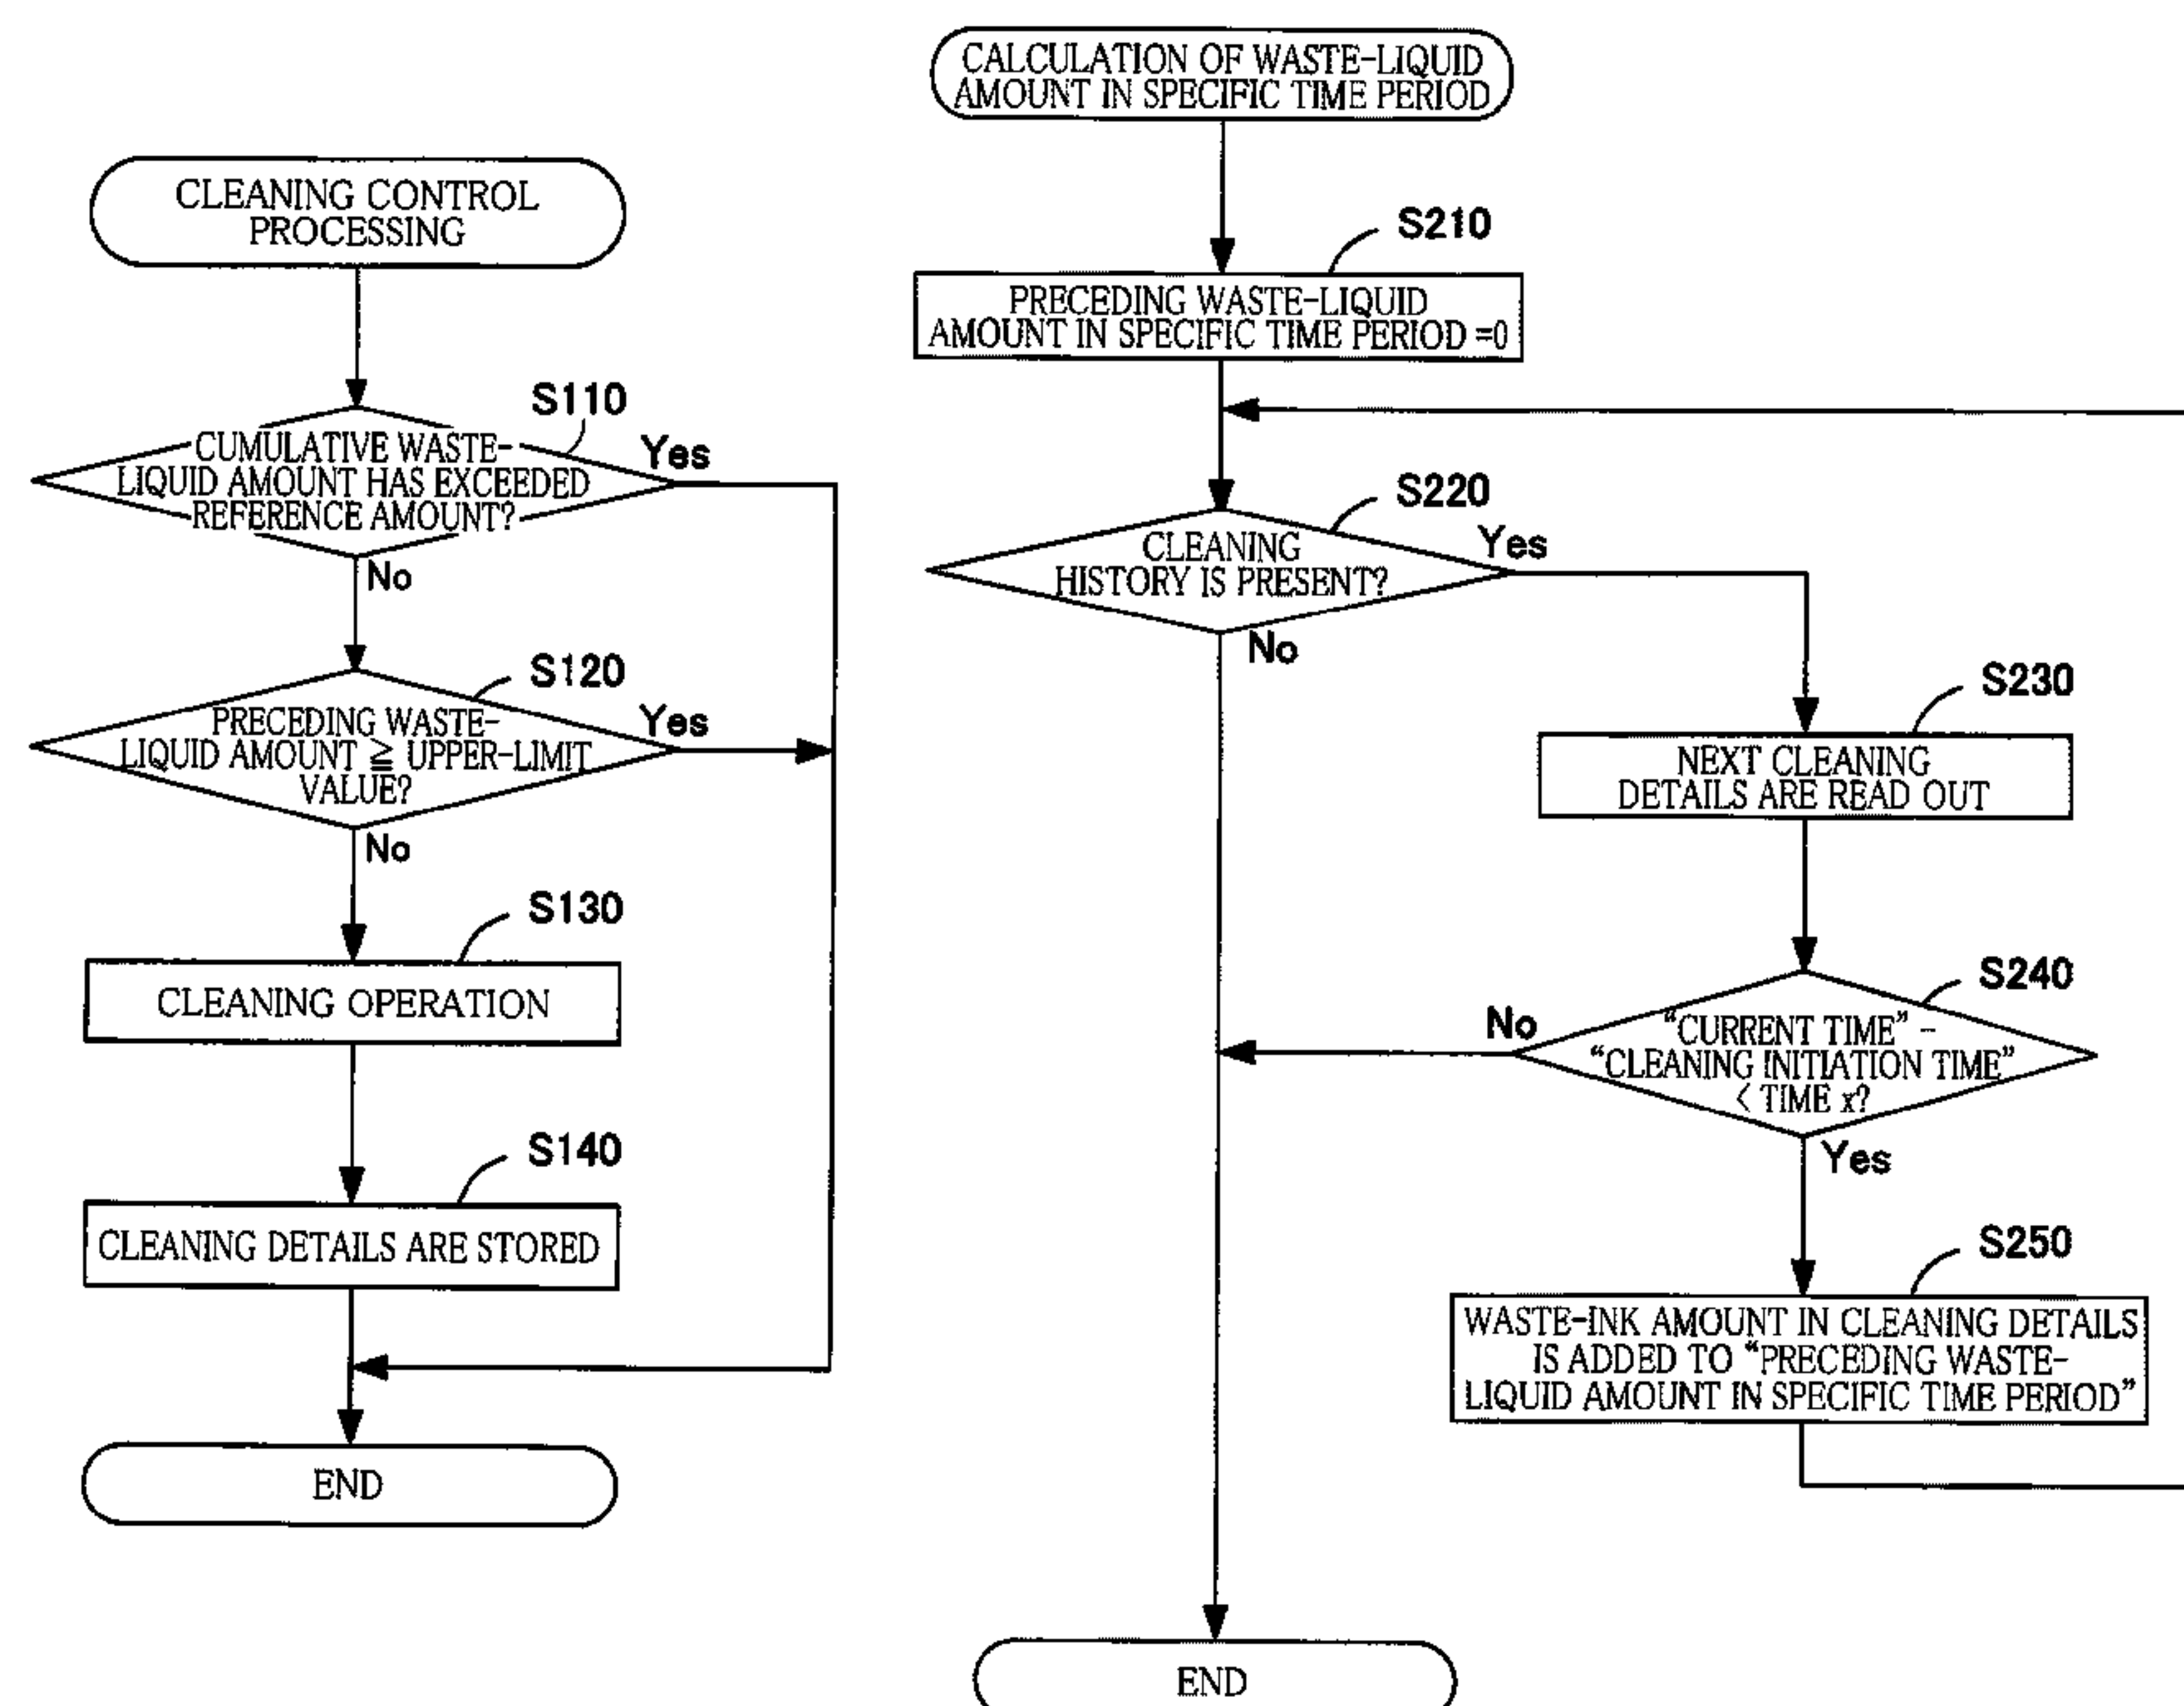 CLEANING CONTROL
PROCESSING
S110
CUMULATIVE WASTE-
LIQUID AMOUNT HAS EXCEEDED
REFERENCE AMOUNT?
Yes
No
S120
PRECEDING WASTE-
LIQUID AMOUNT ≧ UPPER-LIMIT
VALUE?
Yes
No
S130
CLEANING OPERATION
S140
CLEANING DETAILS ARE STORED
END
CALCULATION OF WASTE-LIQUID
AMOUNT IN SPECIFIC TIME PERIOD
S210
PRECEDING WASTE-LIQUID
AMOUNT IN SPECIFIC TIME PERIOD =0
S220
CLEANING
HISTORY IS PRESENT?
Yes
No
S230
NEXT CLEANING
DETAILS ARE READ OUT
S240
“CURRENT TIME” -
“CLEANING INITIATION TIME”
< TIME x?
No
Yes
S250
WASTE-INK AMOUNT IN CLEANING DETAILS
IS ADDED TO “PRECEDING WASTE-
LIQUID AMOUNT IN SPECIFIC TIME PERIOD”
END